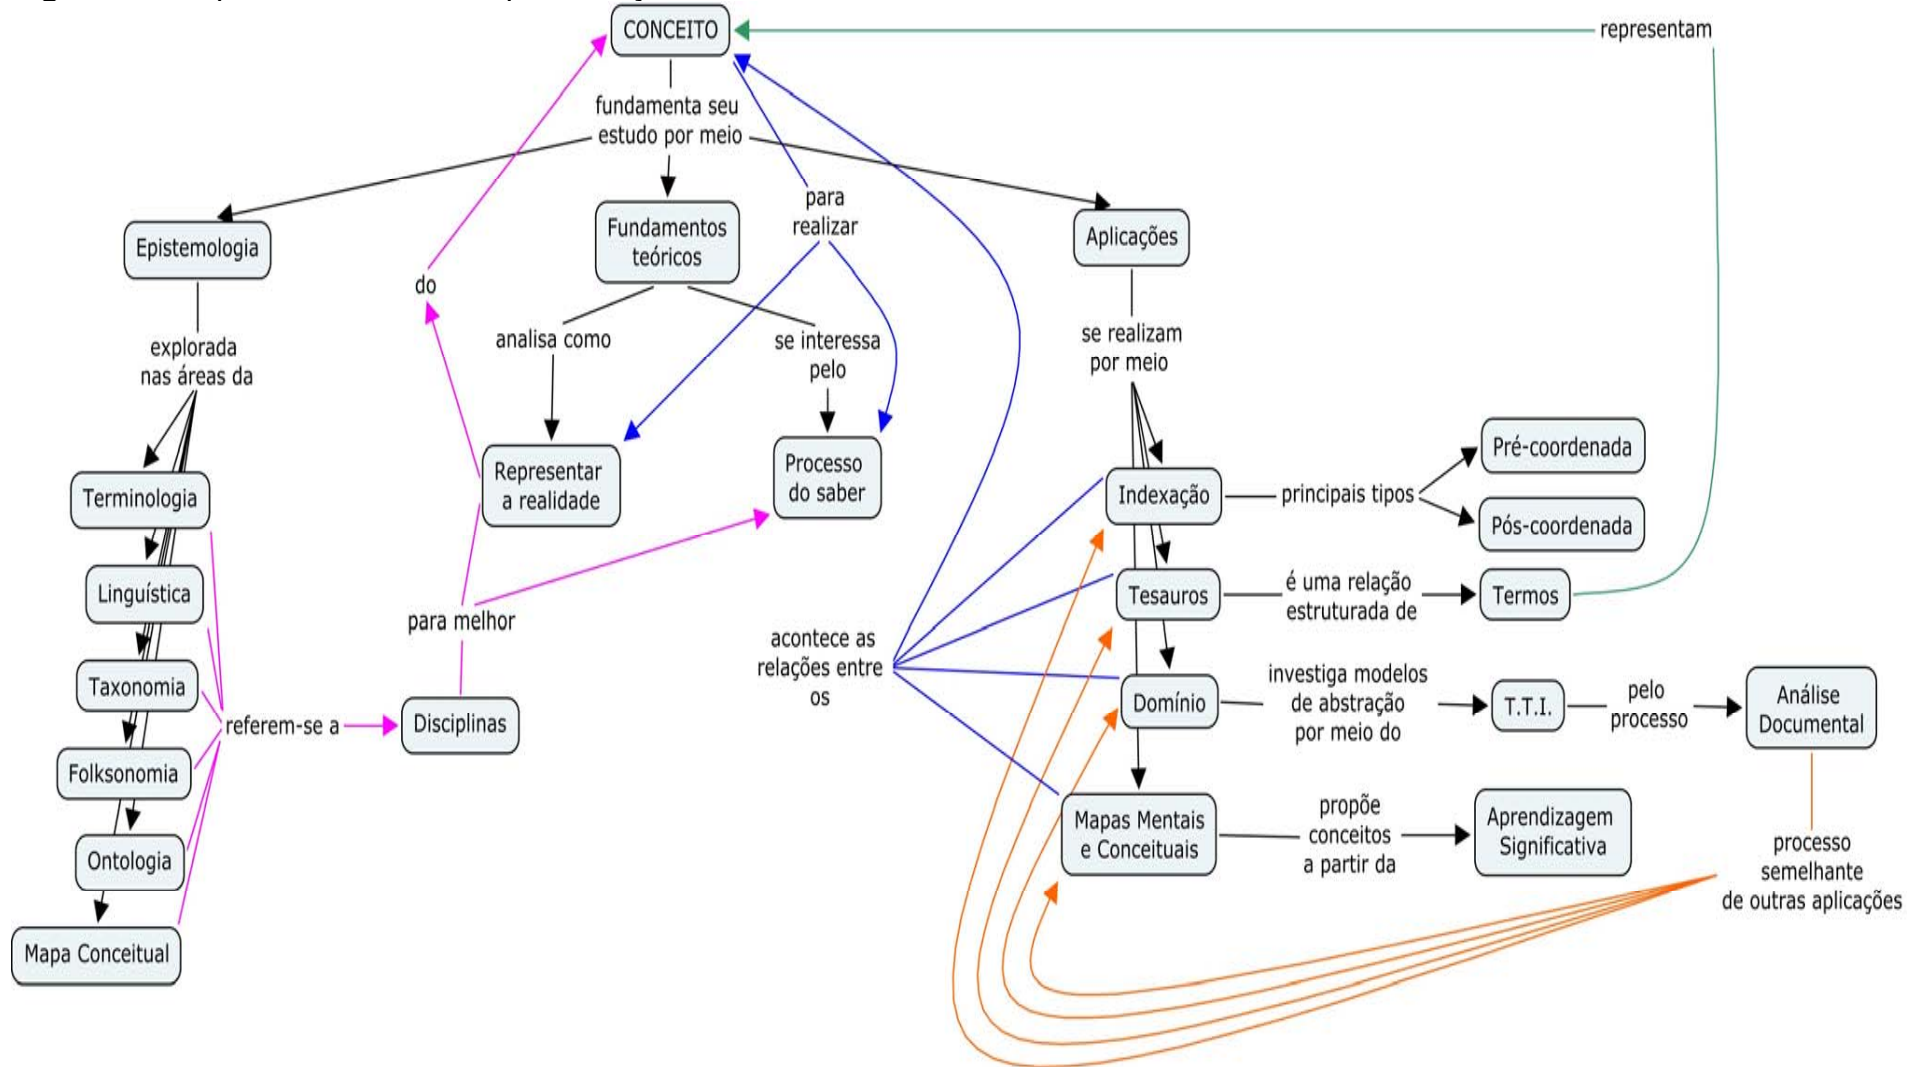 CONCEITO
representam
fundamenta seu
estudo por meio
para
realizar
Epistemologia
Fundamentos
teóricos
Aplicações
do
explorada
nas áreas da
analisa como
se interessa
pelo
se realizam
por meio
Representar
a realidade
Processo
do saber
Terminologia
Linguística
Taxonomia
Folksonomia
Ontologia
Mapa Conceitual
referem-se a
Disciplinas
para melhor
acontece as
relações entre
os
Indexação
principais tipos
Pré-coordenada
Pós-coordenada
Tesauros
é uma relação
estruturada de
Termos
Domínio
investiga modelos
de abstração
por meio do
T.T.I.
pelo
processo
Análise
Documental
Mapas Mentais
e Conceituais
propõe
conceitos
a partir da
Aprendizagem
Significativa
processo
semelhante
de outras aplicações